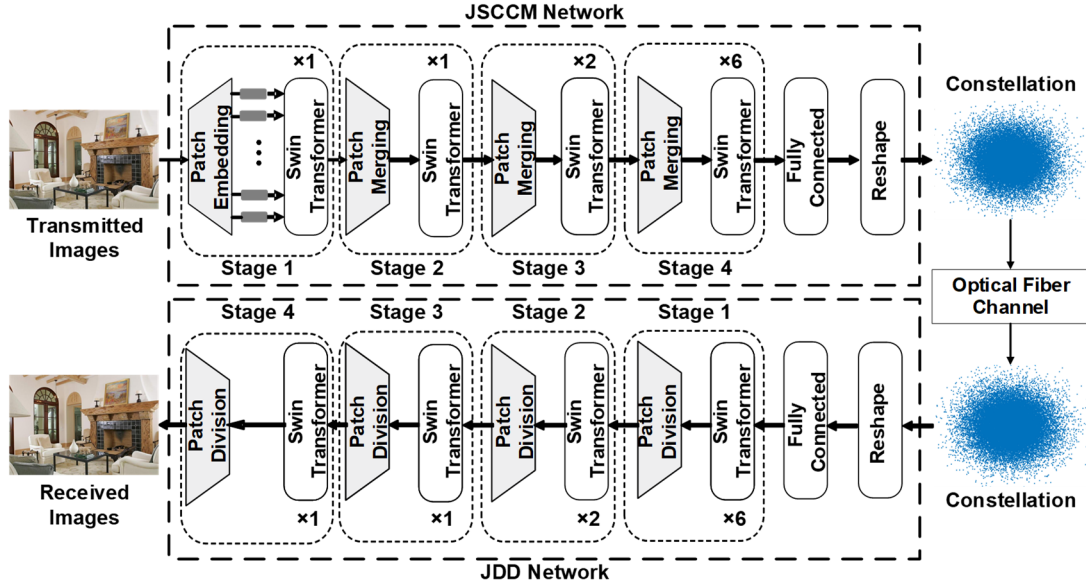 JSCCM Network
×1
×1
×2
×6
Patch
Embedding
Swin
Transformer
Patch
Merging
Swin
Transformer
Patch
Merging
Swin
Transformer
Patch
Merging
Swin
Transformer
Fully
Connected
Reshape
Constellation
Transmitted
Images
Stage 1
Stage 2
Stage 3
Stage 4
Optical Fiber
Channel
Stage 4
Stage 3
Stage 2
Stage 1
Patch
Division
Swin
Transformer
Patch
Division
Swin
Transformer
Patch
Division
Swin
Transformer
Patch
Division
Swin
Transformer
Fully
Connected
Reshape
Constellation
Received
Images
×1
×1
×2
×6
JDD Network